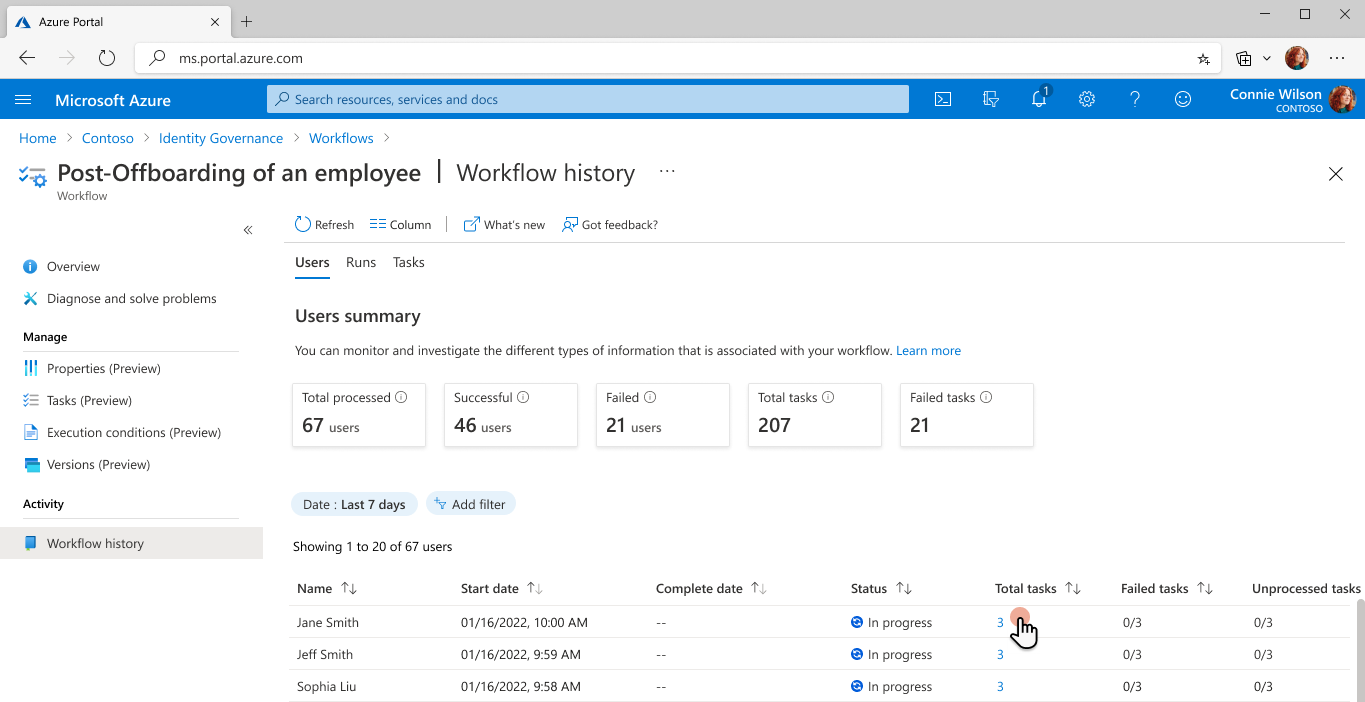 Azure Portal
ms.portal.azure.com
Microsoft Azure
Search resources, services and docs
1
Connie Wilson
CONTOSO
Home > Contoso > Identity Governance > Workflows >
Post-Offboarding of an employee | Workflow history ...
Workflow
«
Overview
Diagnose and solve problems
Manage
Properties (Preview)
Tasks (Preview)
Execution conditions (Preview)
Versions (Preview)
Activity
Workflow history
Refresh Column What's new Got feedback?
Users Runs Tasks
Users summary
You can monitor and investigate the different types of information that is associated with your workflow. Learn more
Total processed Successful Failed Total tasks Failed tasks
67 users 46 users 21 users 207 21
Date : Last 7 days Add filter
Showing 1 to 20 of 67 users
Name Start date Complete date Status Total tasks Failed tasks Unprocessed tasks
Jane Smith 01/16/2022, 10:00 AM -- In progress 3 0/3 0/3
Jeff Smith 01/16/2022, 9:59 AM -- In progress 3 0/3 0/3
Sophia Liu 01/16/2022, 9:58 AM -- In progress 3 0/3 0/3